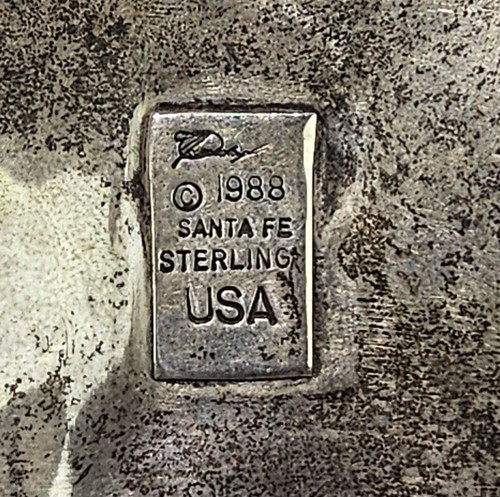 © 1988
SANTA FE
STERLING
USA